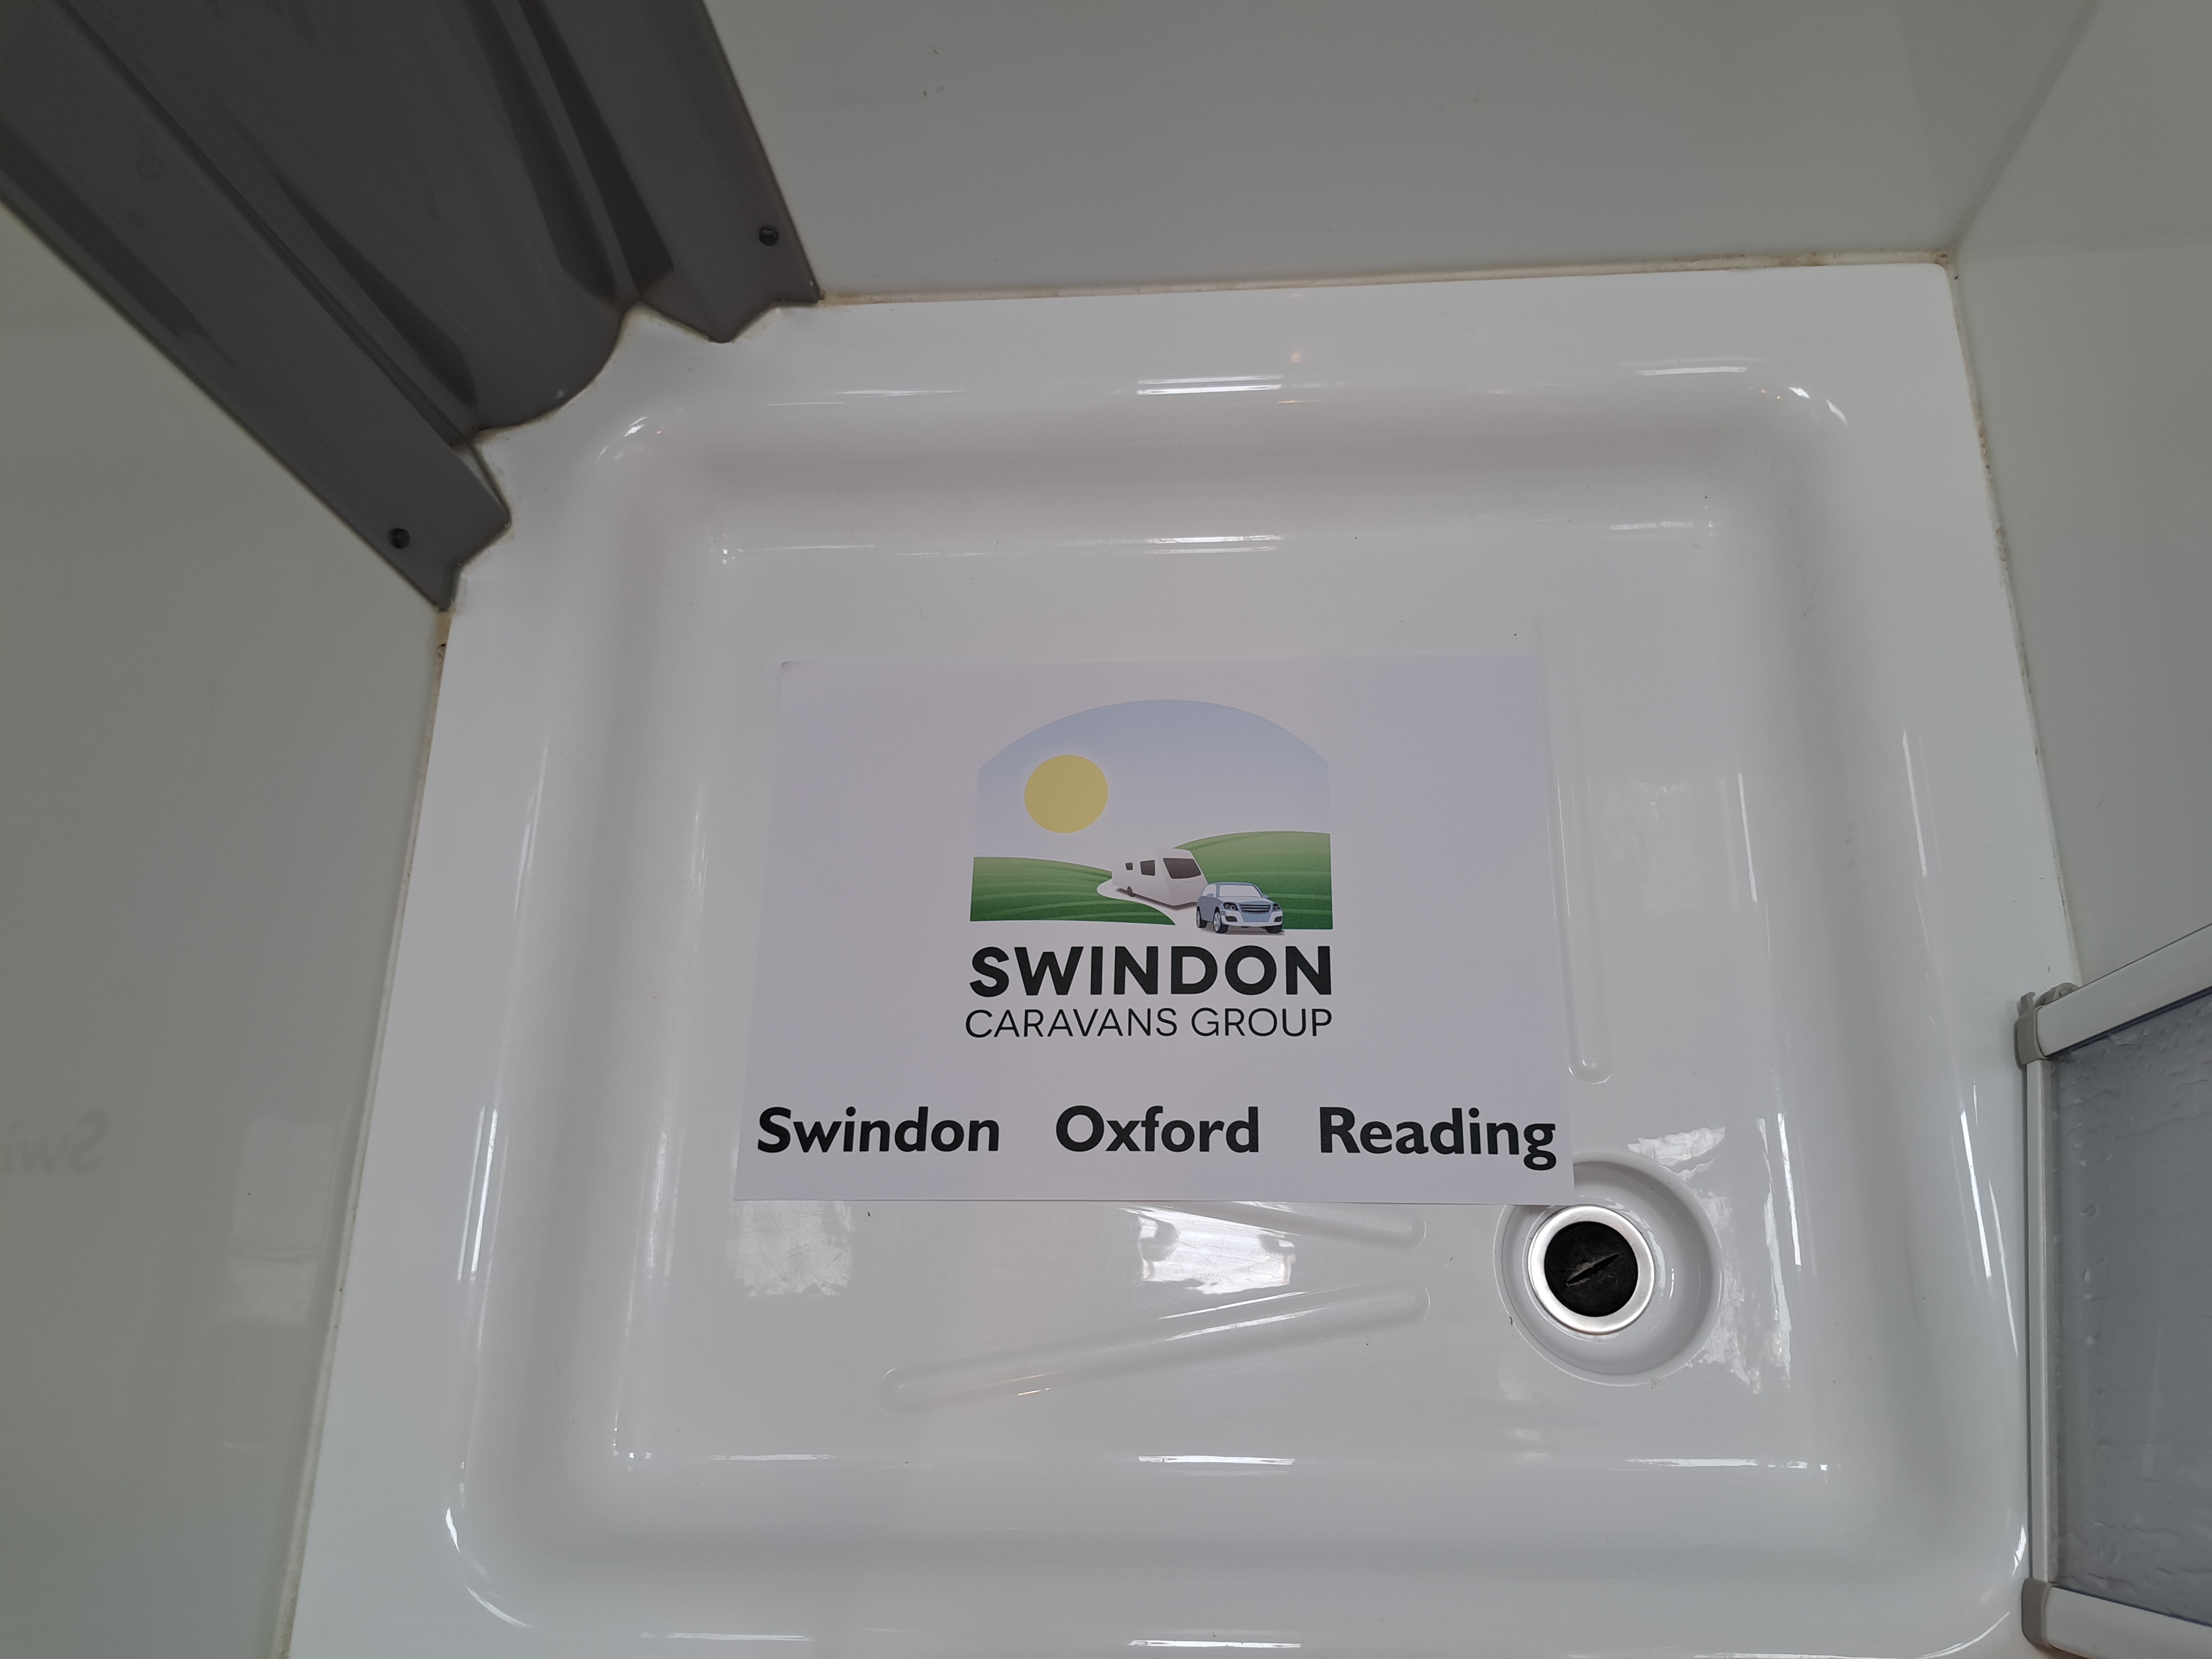 SWINDON
CARAVANS GROUP
Swindon Oxford Reading